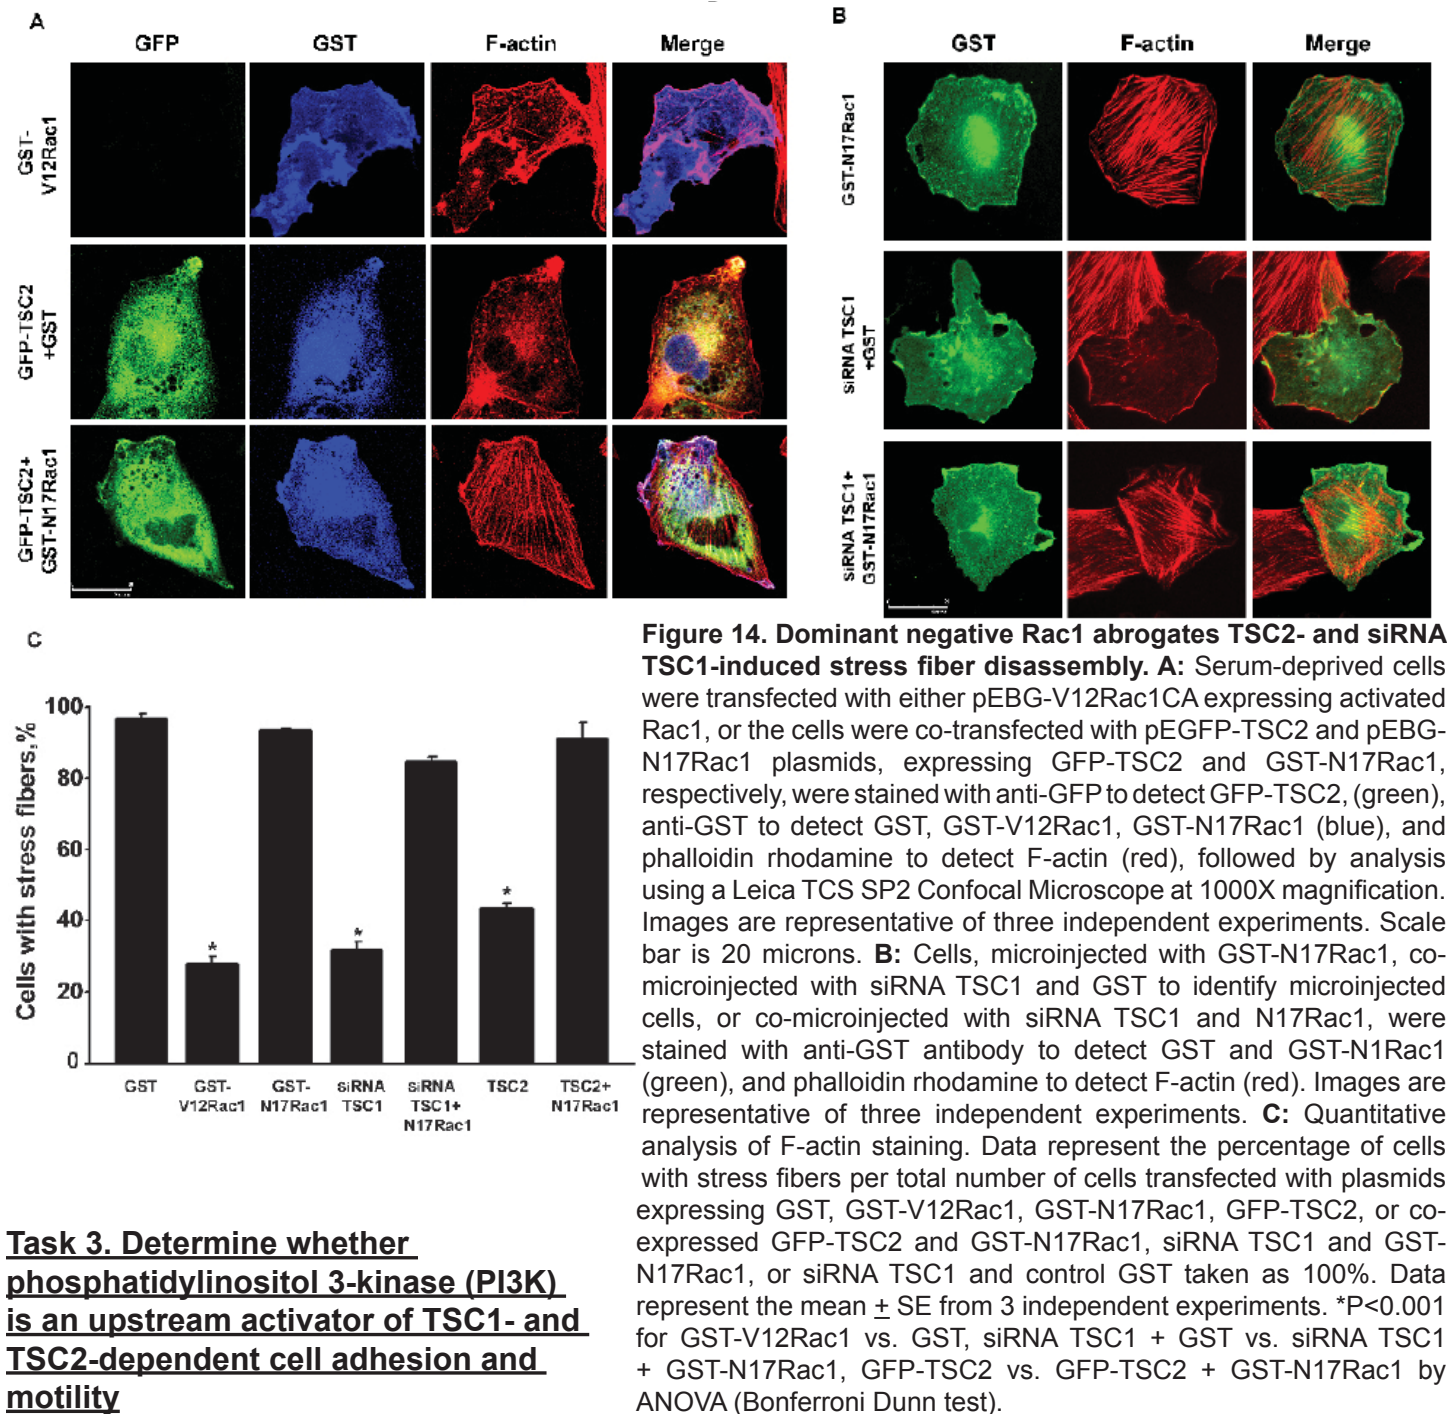 A
GFP GST F-actin Merge
GST-
V12Rac1
GFP-TSC2
+GST
GFP-TSC2+
GST-N17Rac1
B
GST F-actin Merge
GST-N17Rac1
siRNA TSC1
+GST
siRNA TSC1+
GST-N17Rac1
C
Cells with stress fibers,%
100
80
60
40
20
0
* * *
GST GST- GST- siRNA siRNA TSC2 TSC2+
V12Rac1 N17Rac1 TSC1 TSC1+ N17Rac1
N17Rac1
Figure 14. Dominant negative Rac1 abrogates TSC2- and siRNA
TSC1-induced stress fiber disassembly. A: Serum-deprived cells
were transfected with either pEBG-V12Rac1CA expressing activated
Rac1, or the cells were co-transfected with pEGFP-TSC2 and pEBG-
N17Rac1 plasmids, expressing GFP-TSC2 and GST-N17Rac1,
respectively, were stained with anti-GFP to detect GFP-TSC2, (green),
anti-GST to detect GST, GST-V12Rac1, GST-N17Rac1 (blue), and
phalloidin rhodamine to detect F-actin (red), followed by analysis
using a Leica TCS SP2 Confocal Microscope at 1000X magnification.
Images are representative of three independent experiments. Scale
bar is 20 microns. B: Cells, microinjected with GST-N17Rac1, co-
microinjected with siRNA TSC1 and GST to identify microinjected
cells, or co-microinjected with siRNA TSC1 and N17Rac1, were
stained with anti-GST antibody to detect GST and GST-N1Rac1
(green), and phalloidin rhodamine to detect F-actin (red). Images are
representative of three independent experiments. C: Quantitative
analysis of F-actin staining. Data represent the percentage of cells
with stress fibers per total number of cells transfected with plasmids
expressing GST, GST-V12Rac1, GST-N17Rac1, GFP-TSC2, or co-
expressed GFP-TSC2 and GST-N17Rac1, siRNA TSC1 and GST-
N17Rac1, or siRNA TSC1 and control GST taken as 100%. Data
represent the mean ± SE from 3 independent experiments. *P<0.001
for GST-V12Rac1 vs. GST, siRNA TSC1 + GST vs. siRNA TSC1
+ GST-N17Rac1, GFP-TSC2 vs. GFP-TSC2 + GST-N17Rac1 by
ANOVA (Bonferroni Dunn test).
Task 3. Determine whether
phosphatidylinositol 3-kinase (PI3K)
is an upstream activator of TSC1- and
TSC2-dependent cell adhesion and
motility